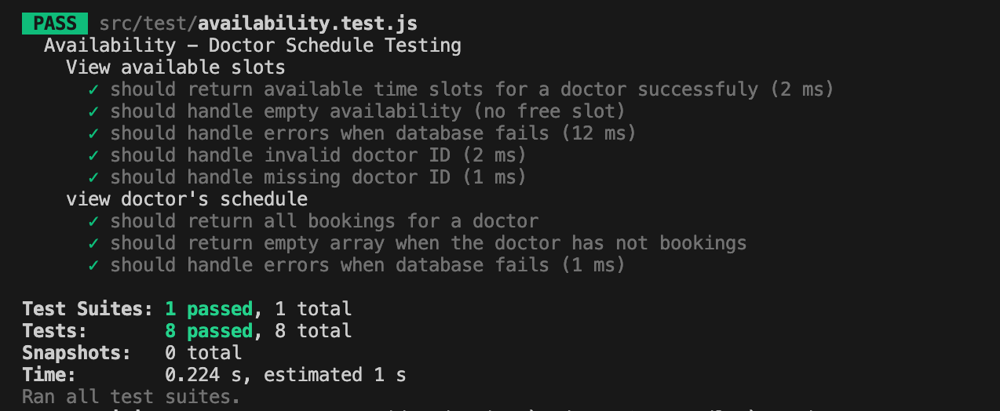 PASS src/test/availability.test.js
Availability – Doctor Schedule Testing
View available slots
✓ should return available time slots for a doctor successfuly (2 ms)
✓ should handle empty availability (no free slot)
✓ should handle errors when database fails (12 ms)
✓ should handle invalid doctor ID (2 ms)
✓ should handle missing doctor ID (1 ms)
view doctor's schedule
✓ should return all bookings for a doctor
✓ should return empty array when the doctor has not bookings
✓ should handle errors when database fails (1 ms)
Test Suites: 1 passed, 1 total
Tests: 8 passed, 8 total
Snapshots: 0 total
Time: 0.224 s, estimated 1 s
Ran all test suites.